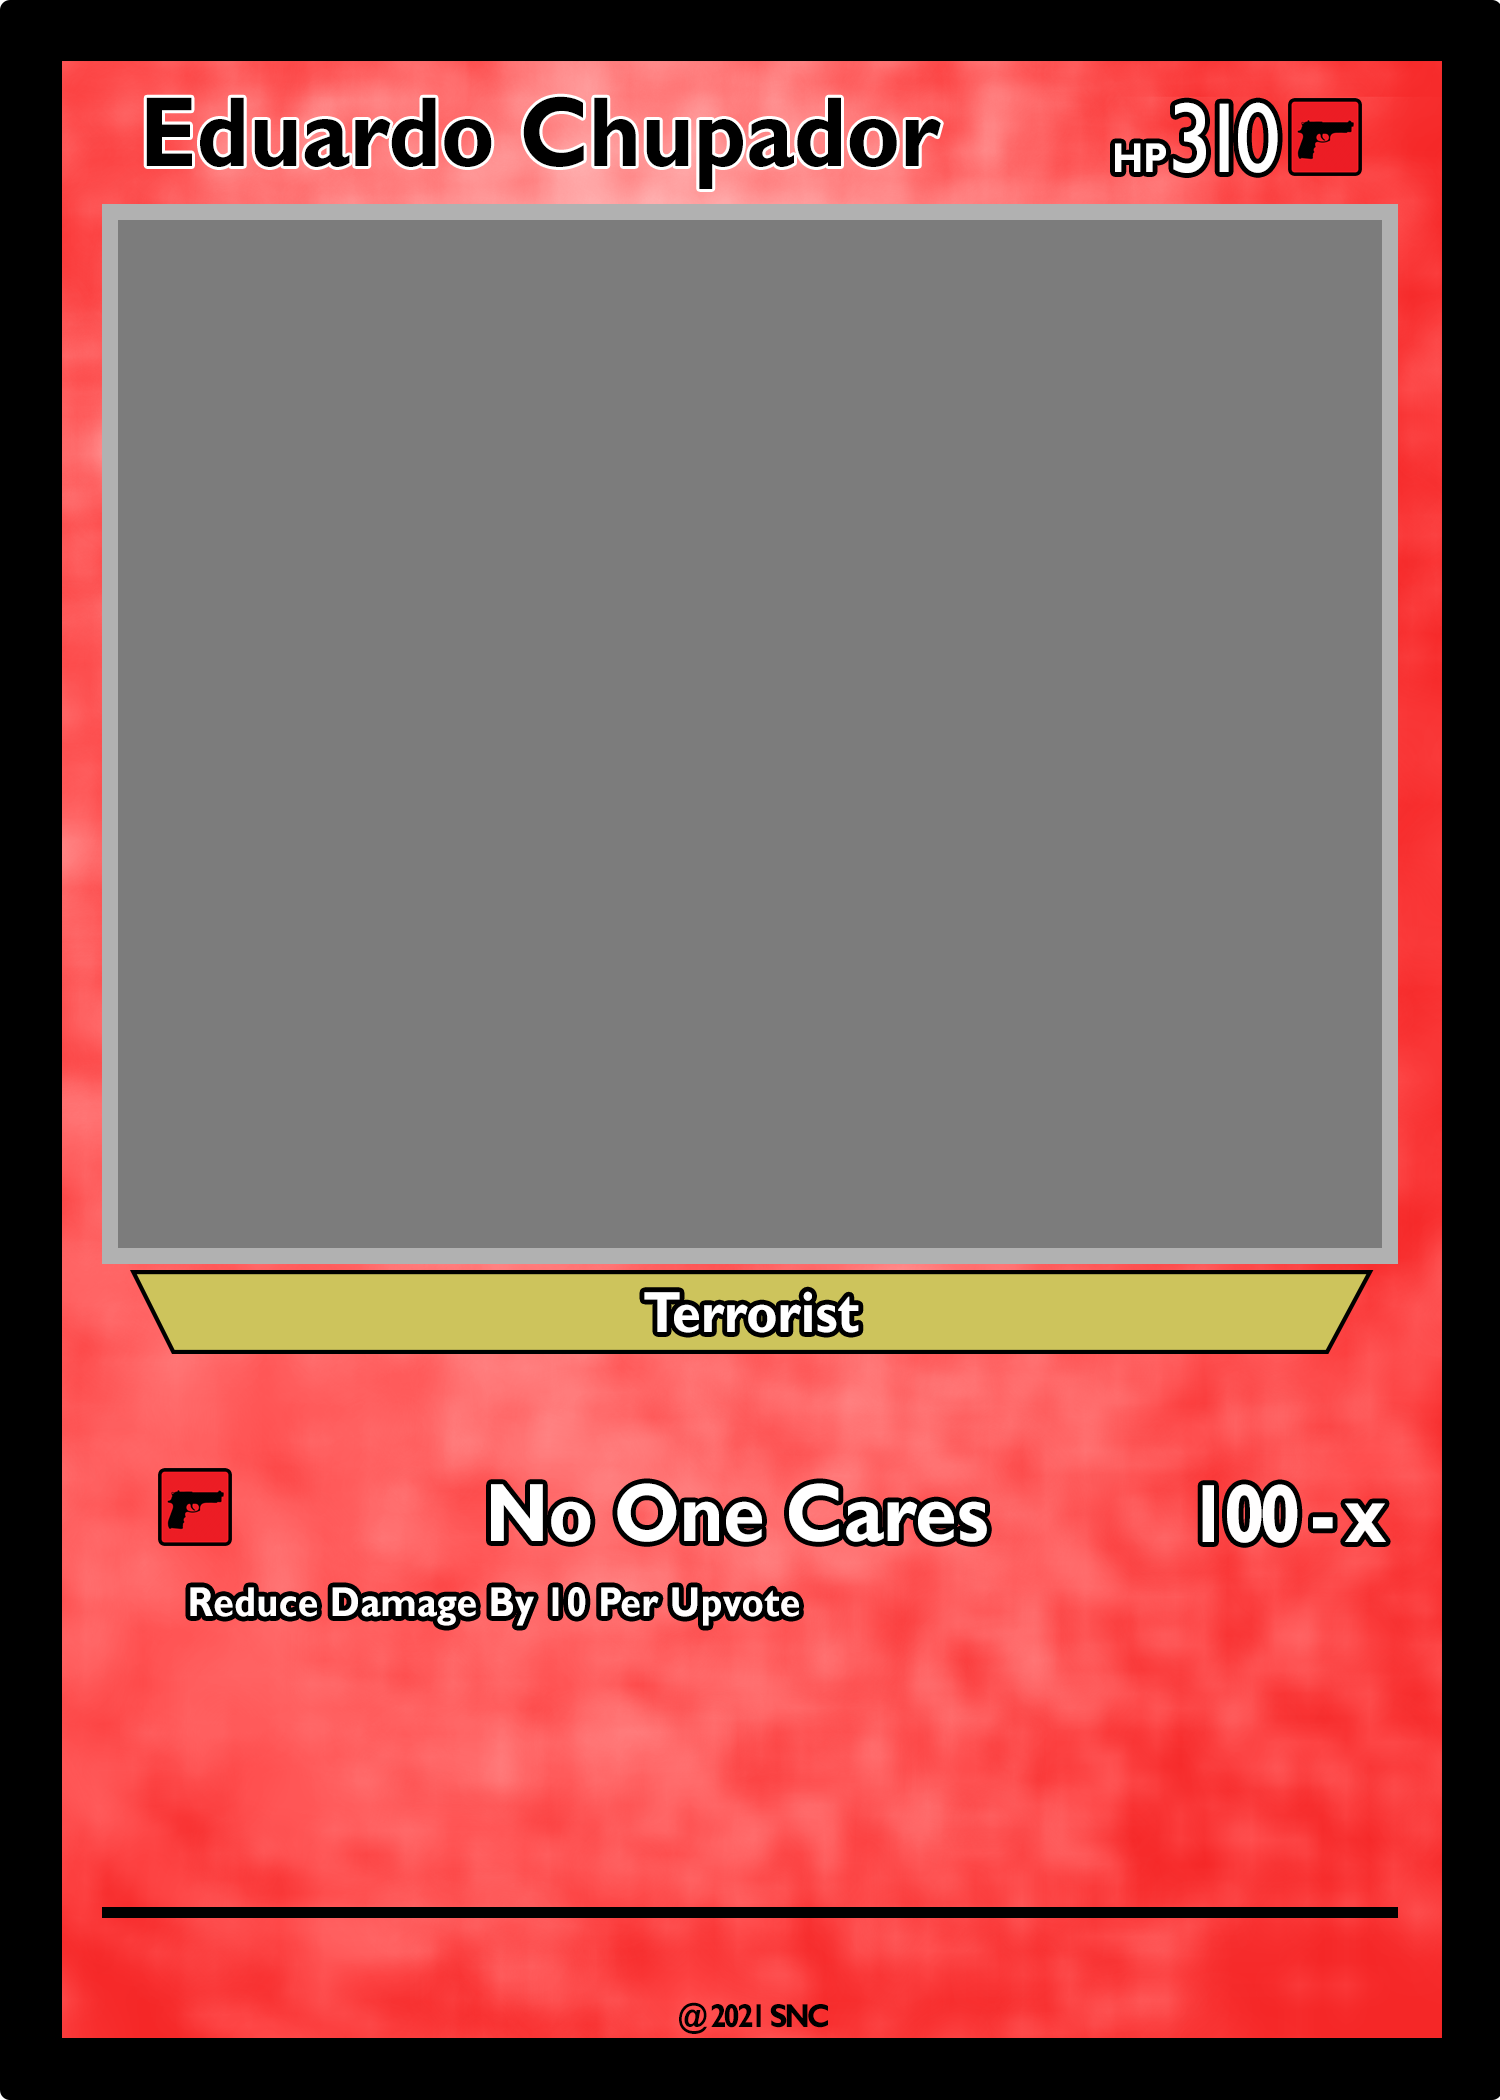 Eduardo Chupador
HP310
Terrorist
No One Cares 100-x
Reduce Damage By 10 Per Upvote
@ 2021 SNC